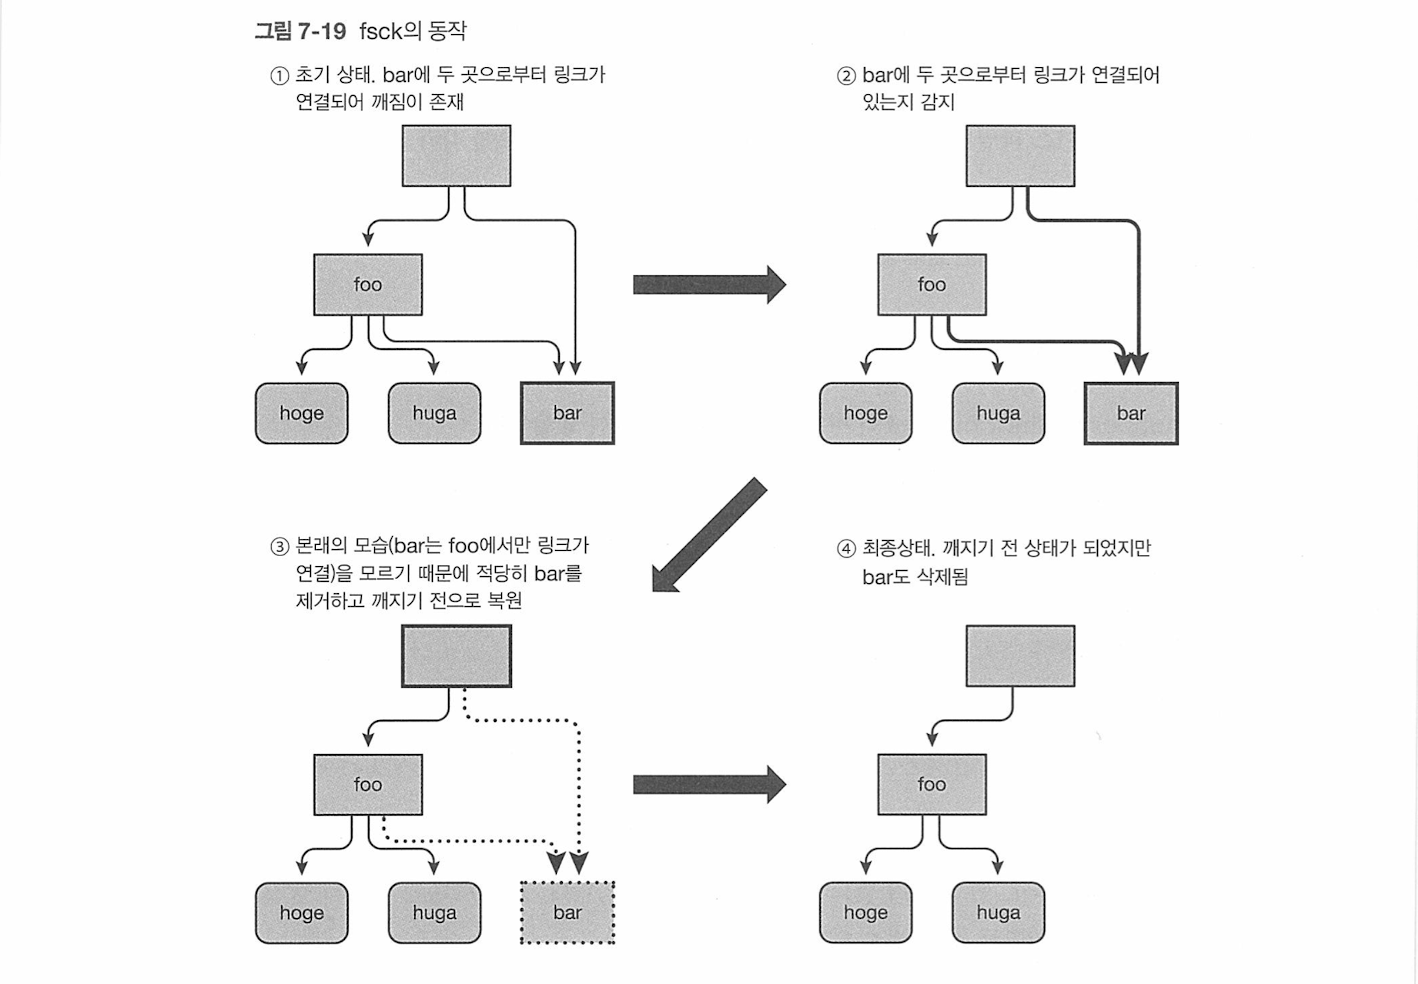 그림 7-19 fsck의 동작
① 초기 상태. bar에 두 곳으로부터 링크가
연결되어 깨짐이 존재
foo
hoge
huga
bar
② bar에 두 곳으로부터 링크가 연결되어
있는지 감지
foo
hoge
huga
bar
③ 본래의 모습(bar는 foo에서만 링크가
연결)을 모르기 때문에 적당히 bar를
제거하고 깨지기 전으로 복원
foo
hoge
huga
bar
④ 최종상태. 깨지기 전 상태가 되었지만
bar도 삭제됨
foo
hoge
huga